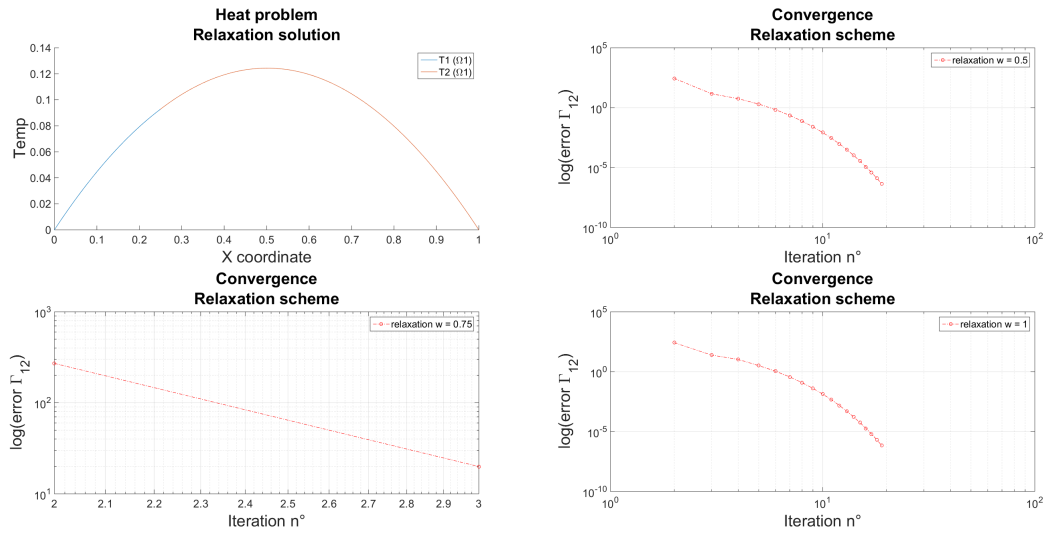 Heat problem
Relaxation solution
0.14
0.12
0.1
0.08
0.06
0.04
0.02
0
Temp
T1 (Ω1)
T2 (Ω1)
0 0.1 0.2 0.3 0.4 0.5 0.6 0.7 0.8 0.9 1
X coordinate
Convergence
Relaxation scheme
10^5
10^0
10^-5
10^-10
log(error Γ_12)
relaxation w = 0.5
10^0 10^1 10^2
Iteration n°
Convergence
Relaxation scheme
10^3
10^2
10^1
log(error Γ_12)
relaxation w = 0.75
2 2.1 2.2 2.3 2.4 2.5 2.6 2.7 2.8 2.9 3
Iteration n°
Convergence
Relaxation scheme
10^5
10^0
10^-5
10^-10
log(error Γ_12)
relaxation w = 1
10^0 10^1 10^2
Iteration n°